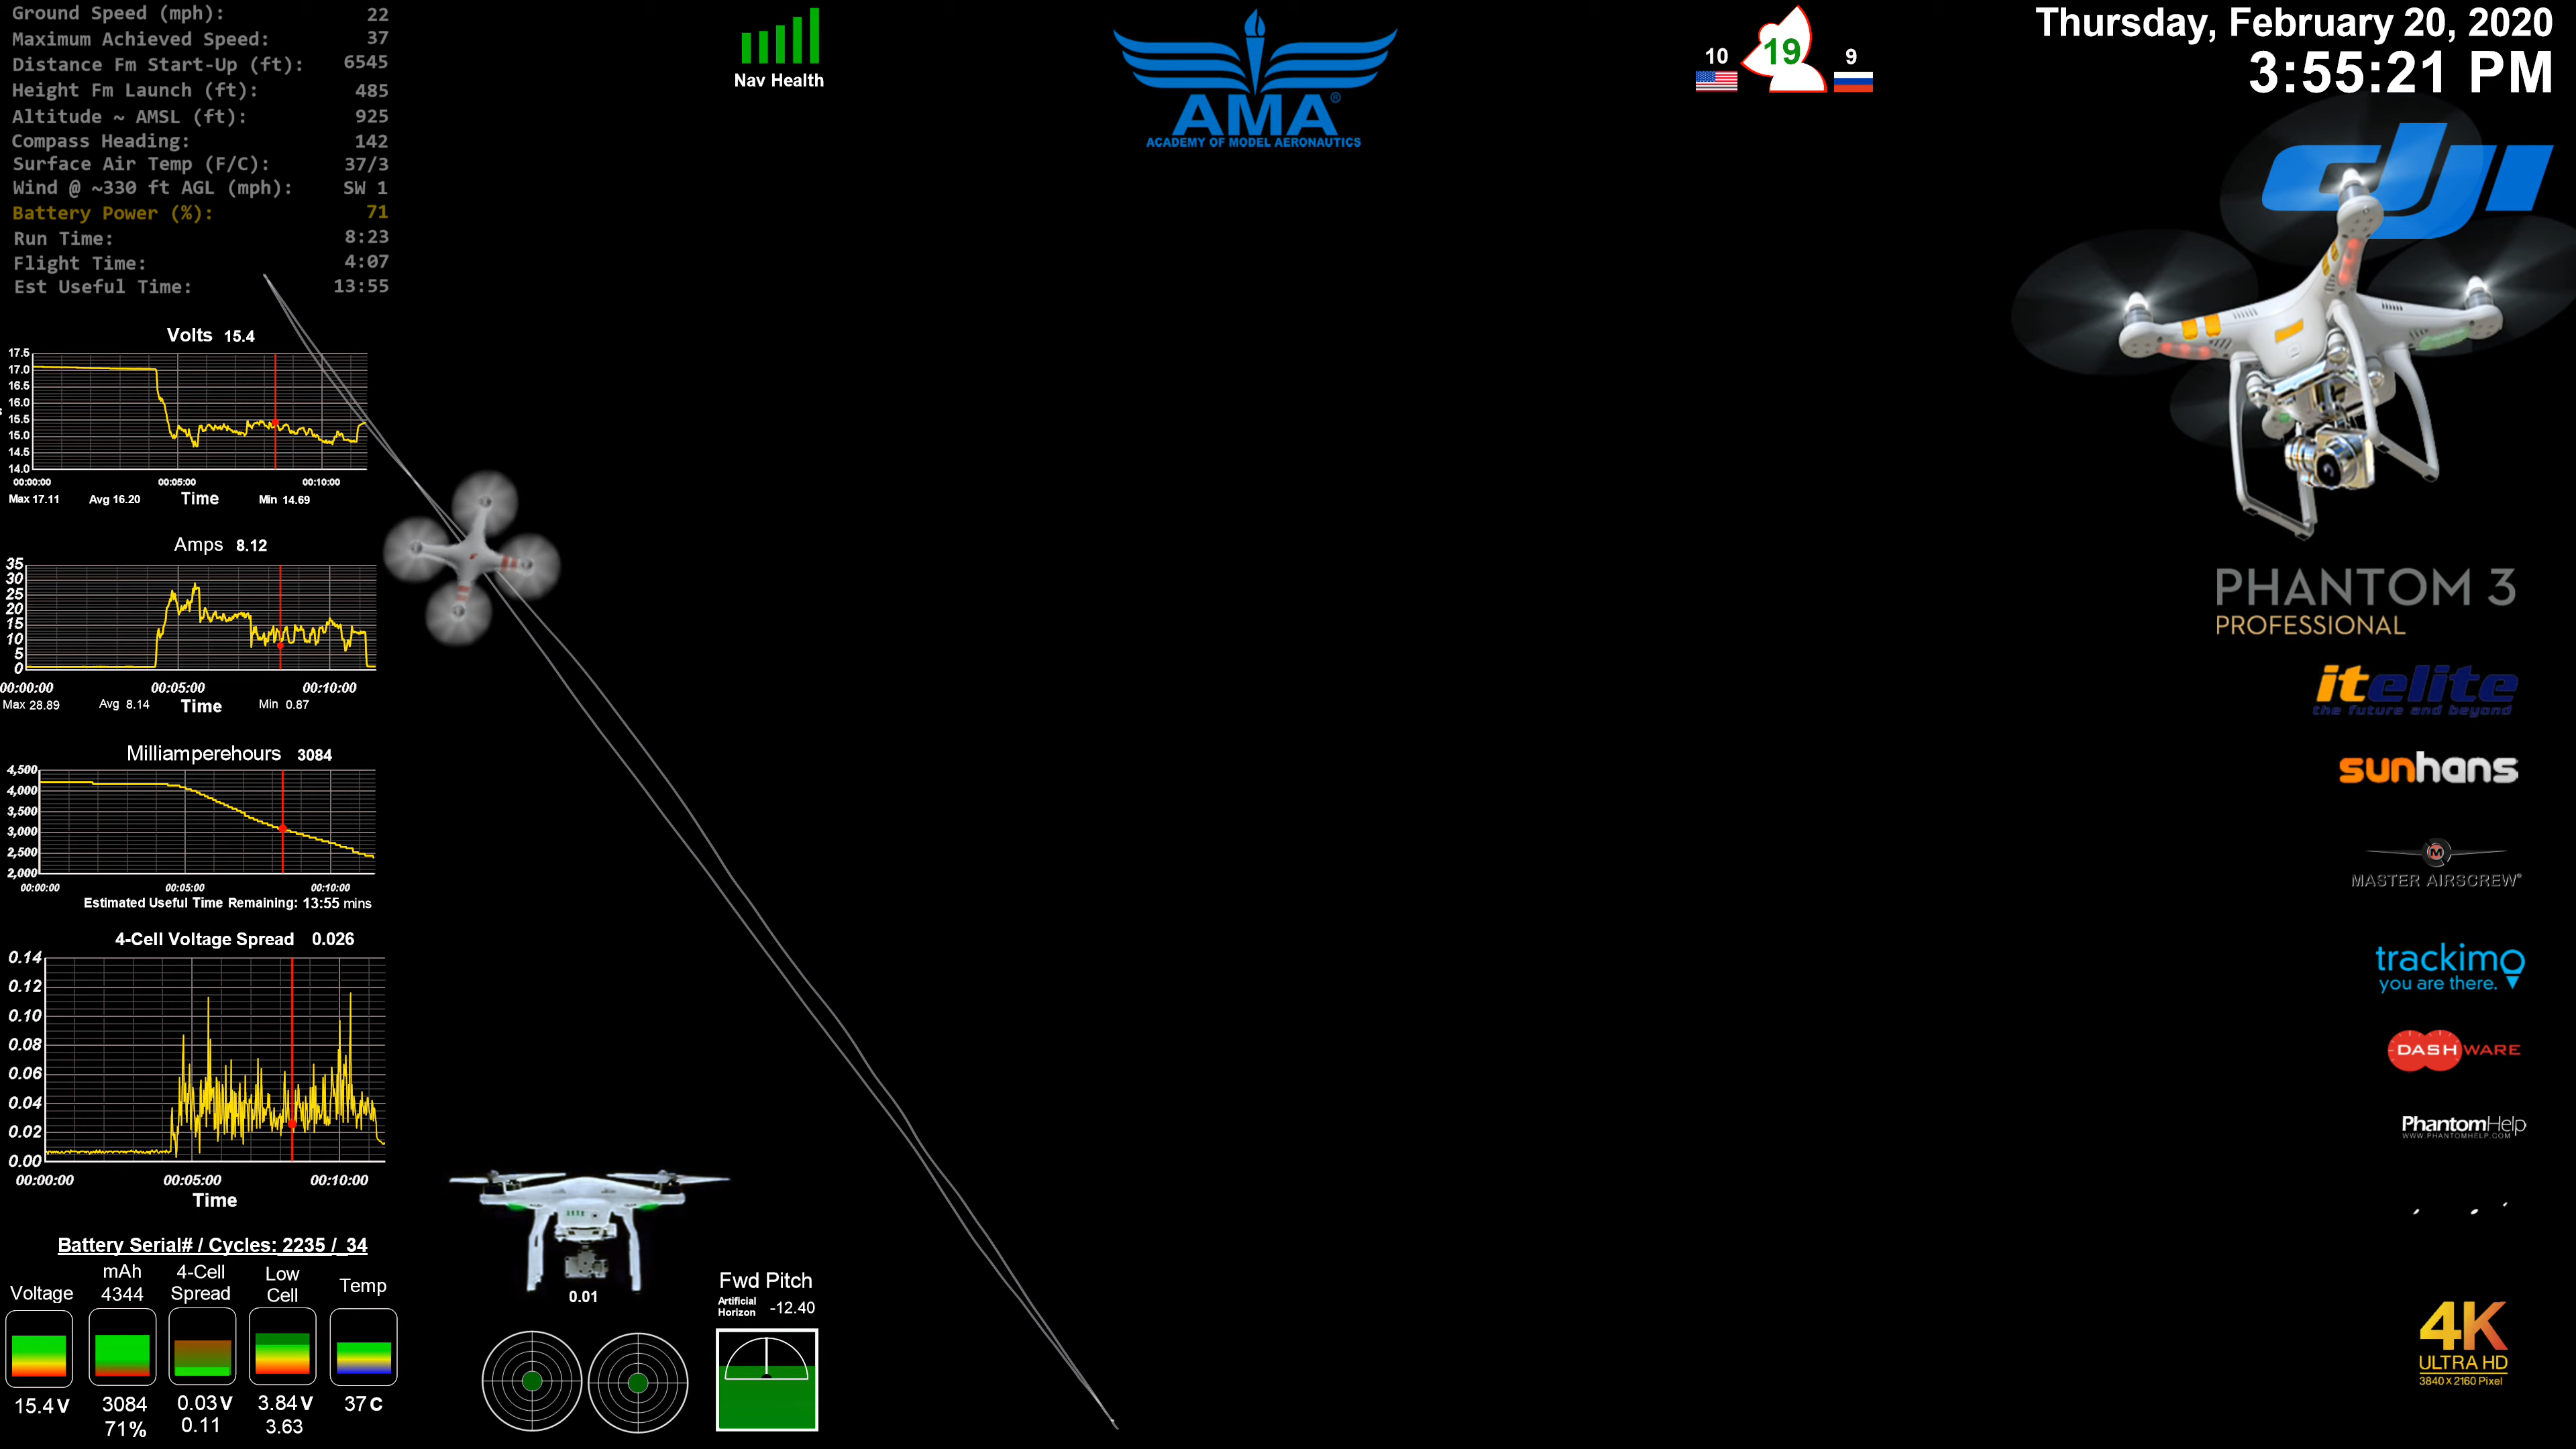 Ground Speed (mph): 22
Maximum Achieved Speed: 37
Distance Fm Start-Up (ft): 6545
Height Fm Launch (ft): 485
Altitude ~ AMSL (ft): 925
Compass Heading: 142
Surface Air Temp (F/C): 37/3
Wind @ ~330 ft AGL (mph): SW 1
Battery Power (%): 71
Run Time: 8:23
Flight Time: 4:07
Est Useful Time: 13:55
Nav Health
AMA®
ACADEMY OF MODEL AERONAUTICS
10 19 9
Thursday, February 20, 2020
3:55:21 PM
dji
Volts 15.4
17.5
17.0
16.5
16.0
15.5
15.0
14.5
14.0
00:00:00 00:05:00 00:10:00
Max 17.11 Avg 16.20 Time Min 14.69
Amps 8.12
35
30
25
20
15
10
5
0
00:00:00 00:05:00 00:10:00
Max 28.89 Avg 8.14 Time Min 0.87
Milliamperehours 3084
4,500
4,000
3,500
3,000
2,500
2,000
00:00:00 00:05:00 00:10:00
Estimated Useful Time Remaining: 13:55 mins
4-Cell Voltage Spread 0.026
0.14
0.12
0.10
0.08
0.06
0.04
0.02
0.00
00:00:00 00:05:00 00:10:00
Time
Battery Serial# / Cycles: 2235 / 34
Voltage
mAh
4344
4-Cell
Spread
Low
Cell
Temp
15.4 V
3084
71%
0.03 V
0.11
3.84 V
3.63
37 C
0.01
Fwd Pitch
Artificial
Horizon -12.40
PHANTOM 3
PROFESSIONAL
itelite
the future and beyond
sunhans
M
MASTER AIRSCREW®
trackimo
you are there.
DASHWARE
PhantomHelp
WWW.PHANTOMHELP.COM
4K
ULTRA HD
3840 x 2160 Pixel